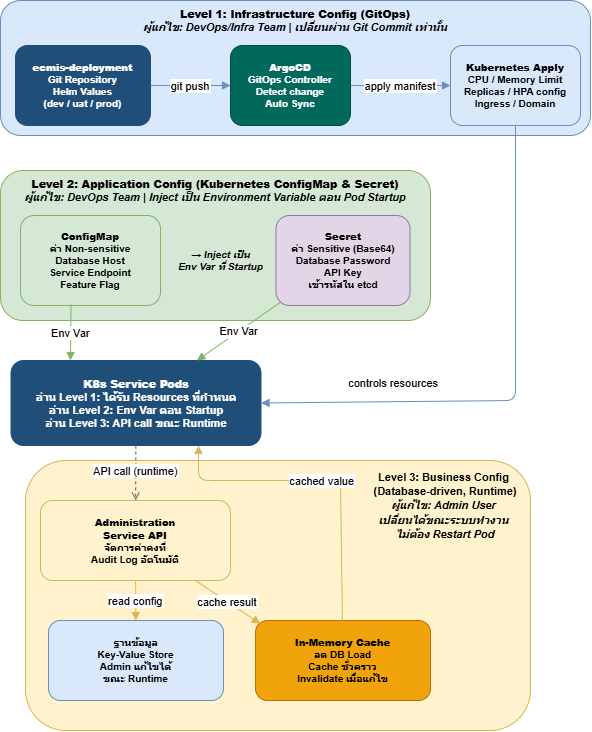 Level 1: Infrastructure Config (GitOps)
ผู้แก้ไข: DevOps/Infra Team | เปลี่ยนผ่าน Git Commit เท่านั้น
ecmis-deployment
Git Repository
Helm Values
(dev / uat / prod)
git push
ArgoCD
GitOps Controller
Detect change
Auto Sync
apply manifest
Kubernetes Apply
CPU / Memory Limit
Replicas / HPA config
Ingress / Domain
Level 2: Application Config (Kubernetes ConfigMap & Secret)
ผู้แก้ไข: DevOps Team | Inject เป็น Environment Variable ตอน Pod Startup
ConfigMap
ค่า Non-sensitive
Database Host
Service Endpoint
Feature Flag
→ Inject เป็น
Env Var ที่ Startup
Secret
ค่า Sensitive (Base64)
Database Password
API Key
เข้ารหัสใน etcd
Env Var
Env Var
K8s Service Pods
อ่าน Level 1: ได้รับ Resources ที่กำหนด
อ่าน Level 2: Env Var ตอน Startup
อ่าน Level 3: API call ขณะ Runtime
controls resources
API call (runtime)
cached value
Level 3: Business Config
(Database-driven, Runtime)
ผู้แก้ไข: Admin User
เปลี่ยนได้ขณะระบบทำงาน
ไม่ต้อง Restart Pod
Administration
Service API
จัดการค่าคงที่
Audit Log อัตโนมัติ
read config
cache result
ฐานข้อมูล
Key-Value Store
Admin แก้ไขได้
ขณะ Runtime
In-Memory Cache
ลด DB Load
Cache ชั่วคราว
Invalidate เมื่อแก้ไข